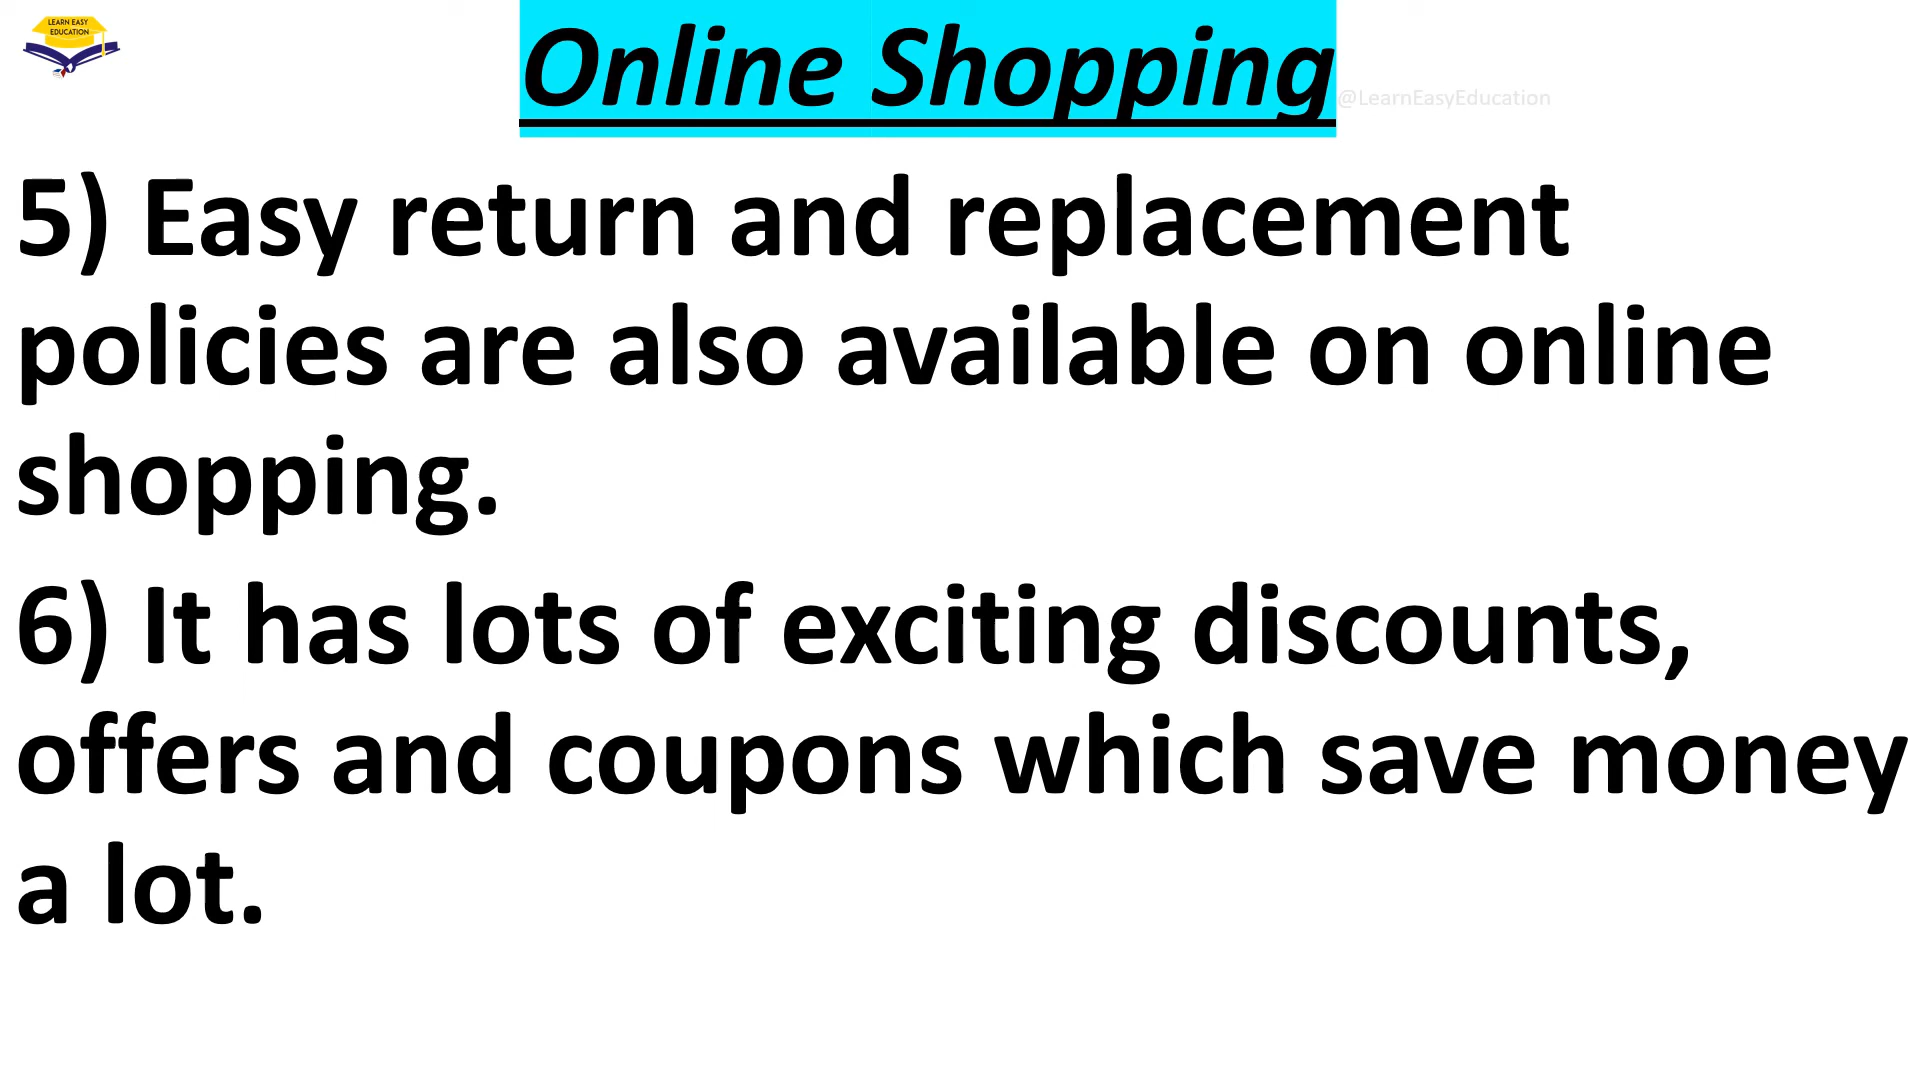 LEARN EASY
EDUCATION
Online Shopping
@LearnEasyEducation
5) Easy return and replacement
policies are also available on online
shopping.
6) It has lots of exciting discounts,
offers and coupons which save money
a lot.